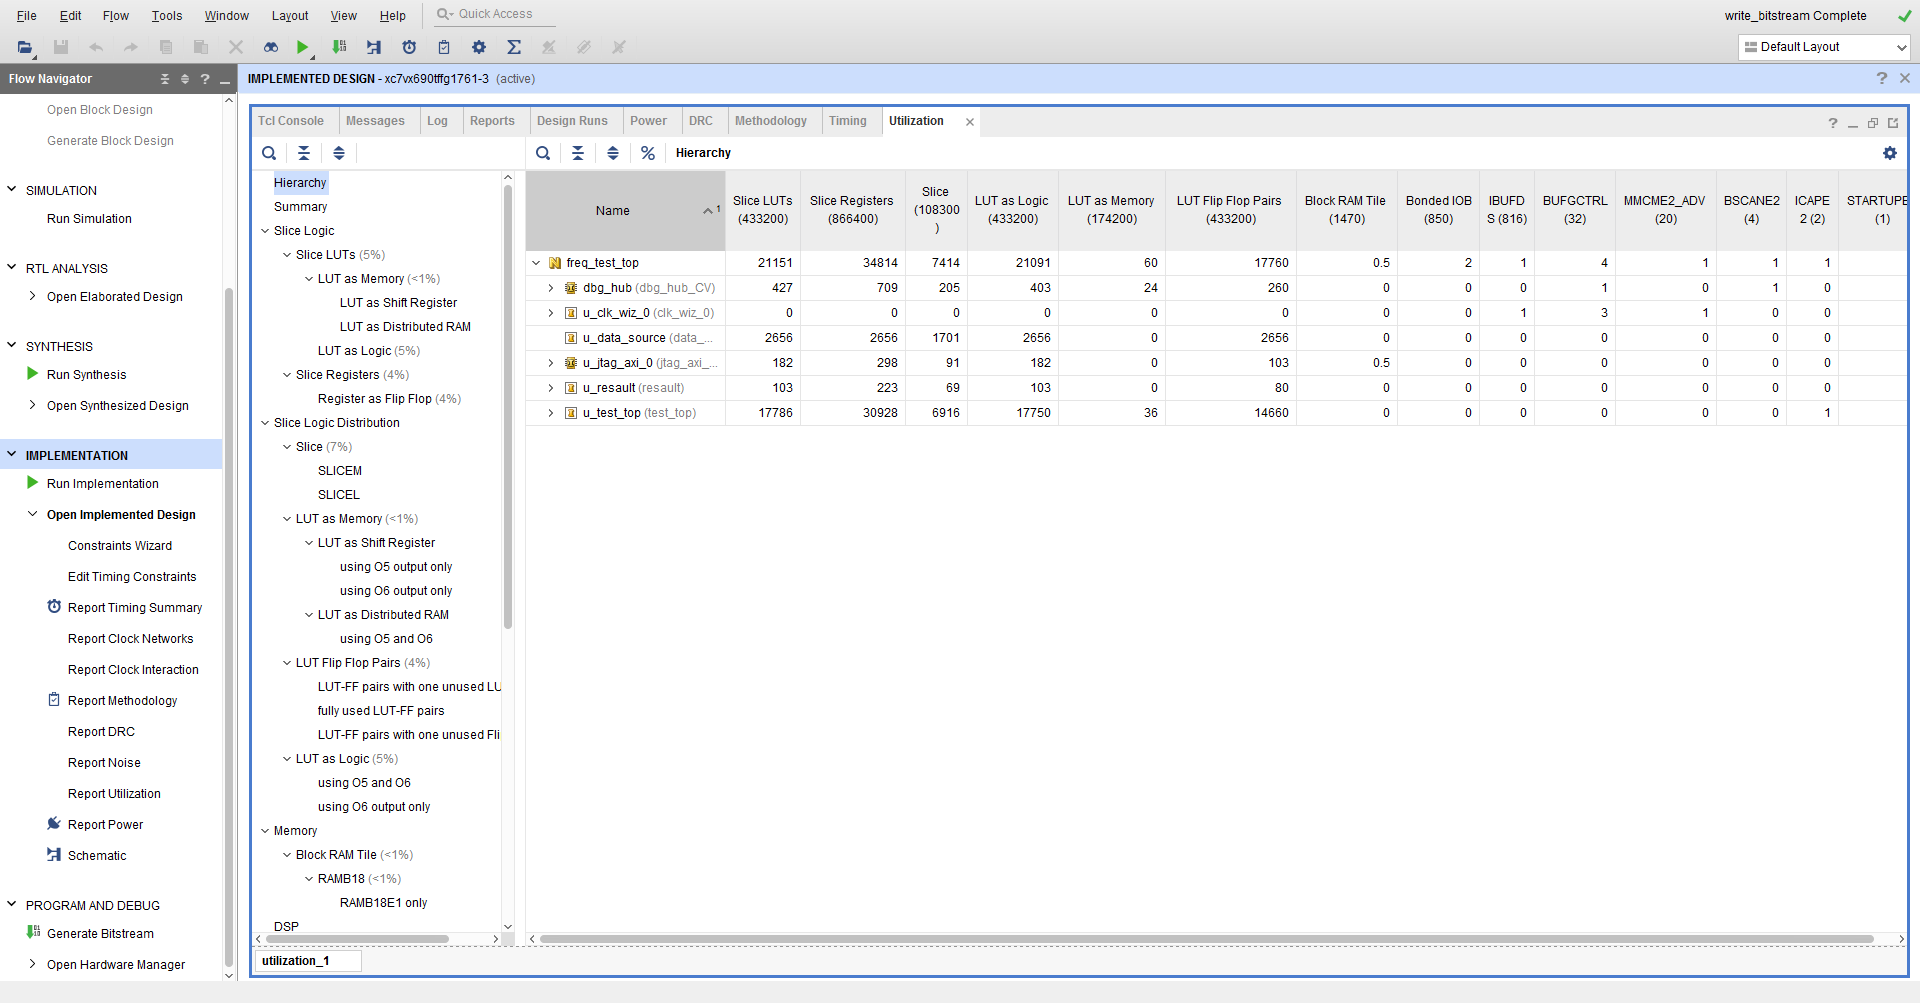 File Edit Flow Tools Window Layout View Help Quick Access write_bitstream Complete
Default Layout
Flow Navigator
Open Block Design
Generate Block Design
SIMULATION
Run Simulation
RTL ANALYSIS
Open Elaborated Design
SYNTHESIS
Run Synthesis
Open Synthesized Design
IMPLEMENTATION
Run Implementation
Open Implemented Design
Constraints Wizard
Edit Timing Constraints
Report Timing Summary
Report Clock Networks
Report Clock Interaction
Report Methodology
Report DRC
Report Noise
Report Utilization
Report Power
Schematic
PROGRAM AND DEBUG
Generate Bitstream
Open Hardware Manager
IMPLEMENTED DESIGN - xc7vx690tffg1761-3 (active)
Tcl Console Messages Log Reports Design Runs Power DRC Methodology Timing Utilization
Hierarchy
Summary
Slice Logic
Slice LUTs (5%)
LUT as Memory (<1%)
LUT as Shift Register
LUT as Distributed RAM
LUT as Logic (5%)
Slice Registers (4%)
Register as Flip Flop (4%)
Slice Logic Distribution
Slice (7%)
SLICEM
SLICEL
LUT as Memory (<1%)
LUT as Shift Register
using O5 output only
using O6 output only
LUT as Distributed RAM
using O5 and O6
LUT Flip Flop Pairs (4%)
LUT-FF pairs with one unused LU
fully used LUT-FF pairs
LUT-FF pairs with one unused Fli
LUT as Logic (5%)
using O5 and O6
using O6 output only
Memory
Block RAM Tile (<1%)
RAMB18 (<1%)
RAMB18E1 only
DSP
% Hierarchy
Name 1 Slice LUTs (433200) Slice Registers (866400) Slice (108300) LUT as Logic (433200) LUT as Memory (174200) LUT Flip Flop Pairs (433200) Block RAM Tile (1470) Bonded IOB (850) IBUFDS (816) BUFGCTRL (32) MMCME2_ADV (20) BSCANE2 (4) ICAPE2 (2) STARTUPE (1)
freq_test_top 21151 34814 7414 21091 60 17760 0.5 2 1 4 1 1 1
dbg_hub (dbg_hub_CV) 427 709 205 403 24 260 0 0 0 1 0 1 0
u_clk_wiz_0 (clk_wiz_0) 0 0 0 0 0 0 0 0 1 3 1 0 0
u_data_source (data_... 2656 2656 1701 2656 0 2656 0 0 0 0 0 0 0
u_jtag_axi_0 (jtag_axi_... 182 298 91 182 0 103 0.5 0 0 0 0 0 0
u_resault (resault) 103 223 69 103 0 80 0 0 0 0 0 0 0
u_test_top (test_top) 17786 30928 6916 17750 36 14660 0 0 0 0 0 0 1
utilization_1